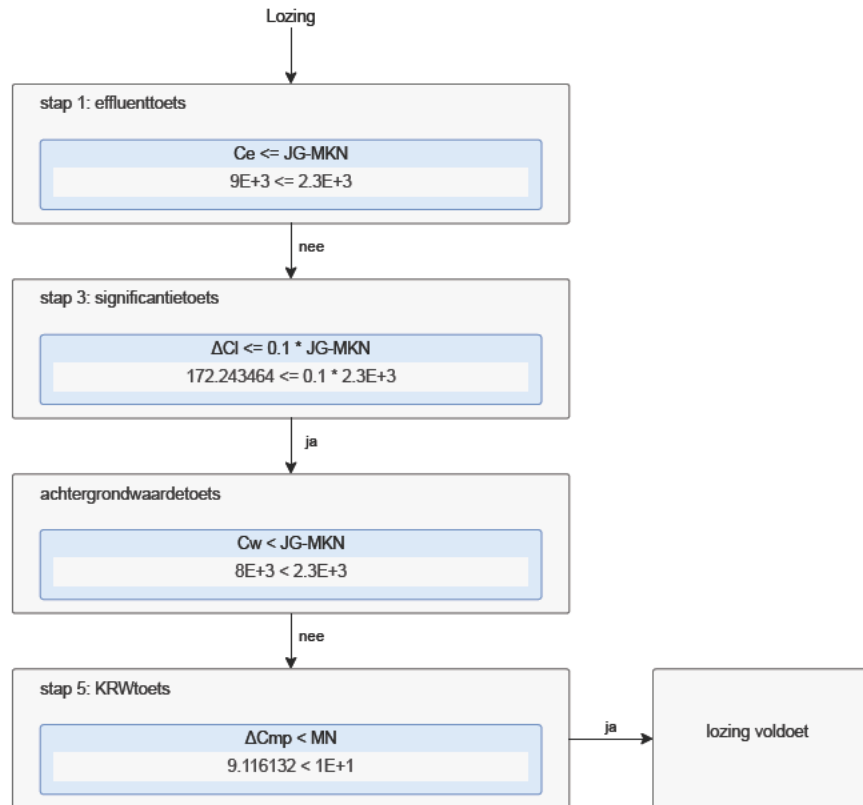 Lozing
stap 1: effluenttoets
Ce <= JG-MKN
9E+3 <= 2.3E+3
nee
stap 3: significantietoets
ΔCl <= 0.1 * JG-MKN
172.243464 <= 0.1 * 2.3E+3
ja
achtergrondwaardetoets
Cw < JG-MKN
8E+3 < 2.3E+3
nee
stap 5: KRWtoets
ΔCmp < MN
9.116132 < 1E+1
ja
lozing voldoet